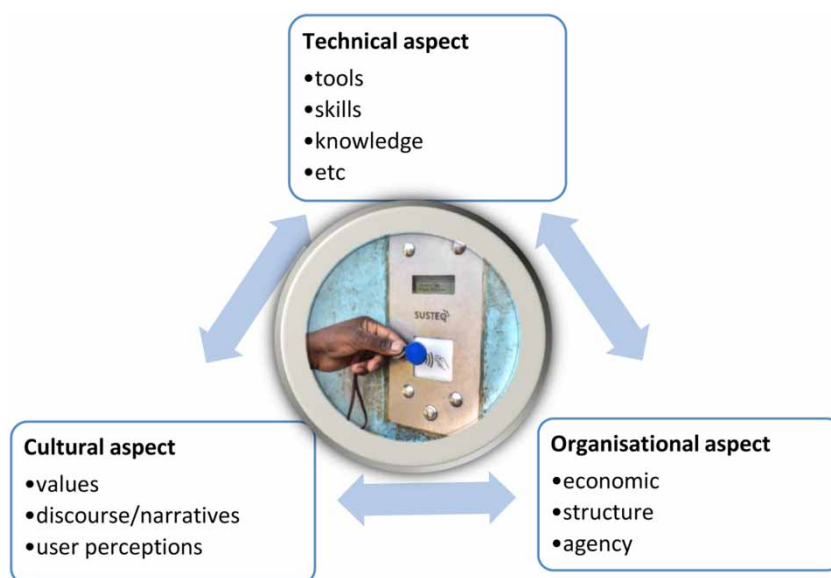 Technical aspect
•tools
•skills
•knowledge
•etc
SUSTEQ
Cultural aspect
•values
•discourse/narratives
•user perceptions
Organisational aspect
•economic
•structure
•agency